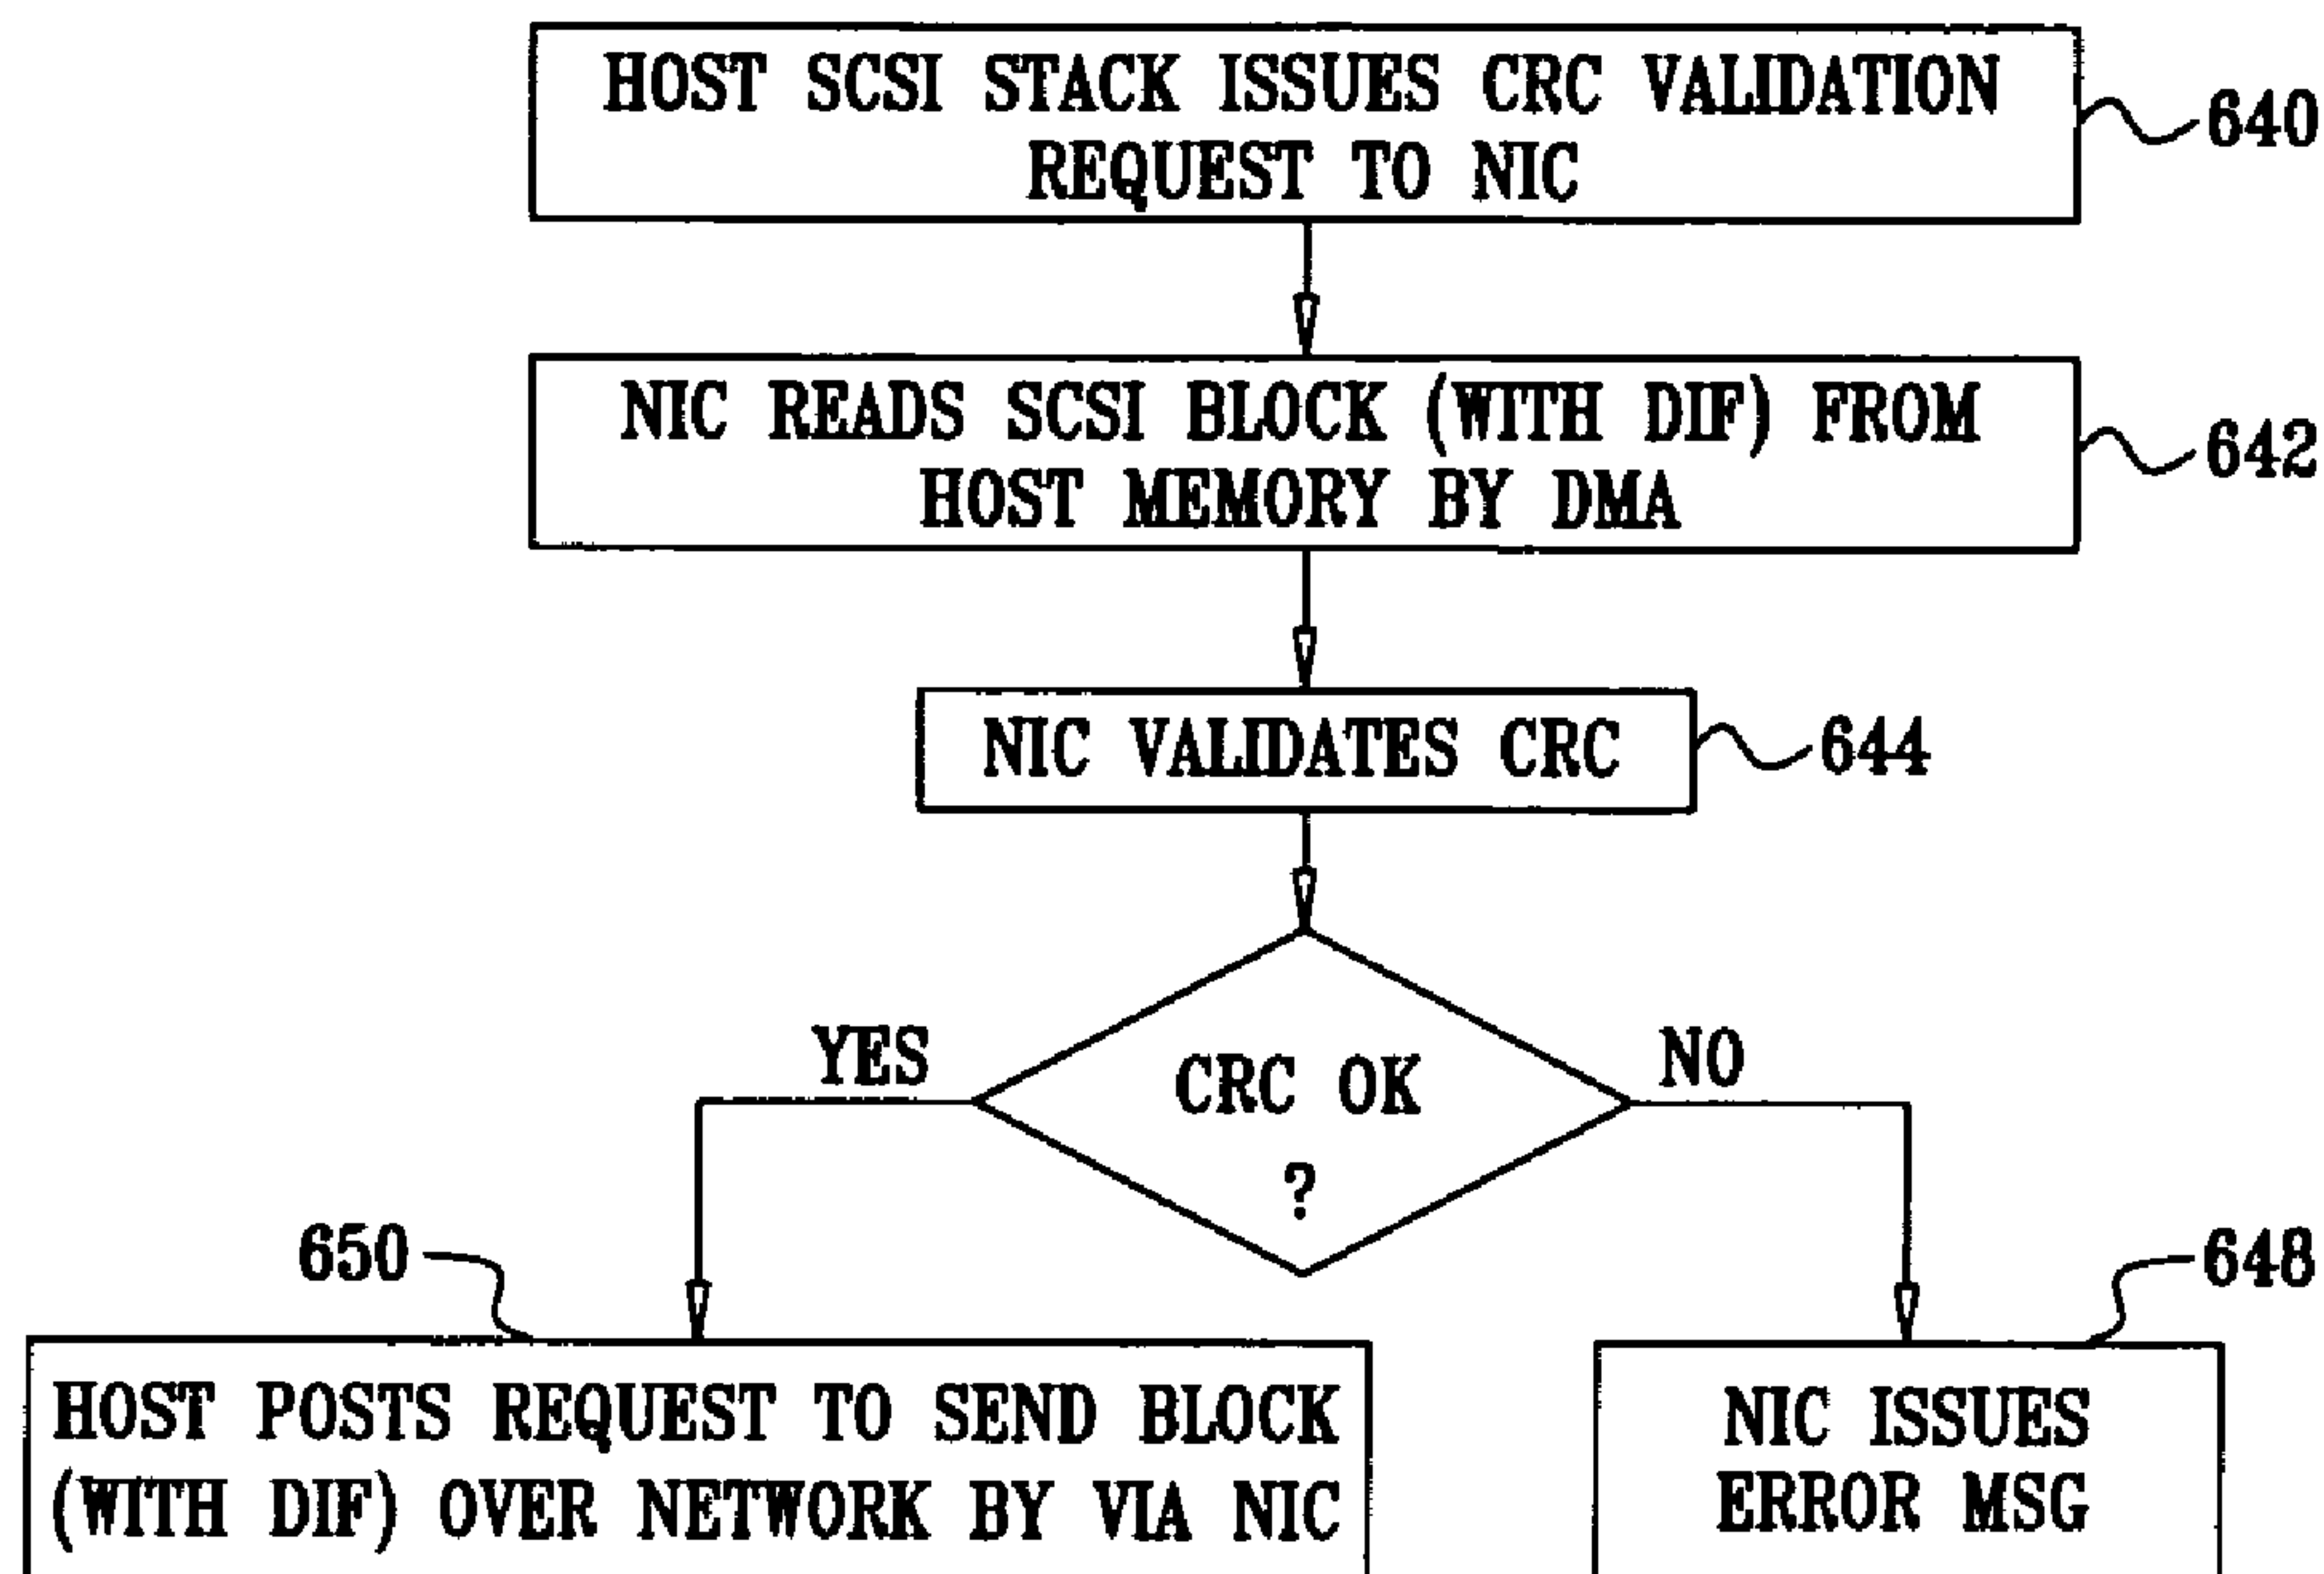 HOST SCSI STACK ISSUES CRC VALIDATION
REQUEST TO NIC
640
NIC READS SCSI BLOCK (WITH DIF) FROM
HOST MEMORY BY DMA
642
NIC VALIDATES CRC
644
CRC OK
?
YES
NO
650
648
HOST POSTS REQUEST TO SEND BLOCK
(WITH DIF) OVER NETWORK BY VIA NIC
NIC ISSUES
ERROR MSG